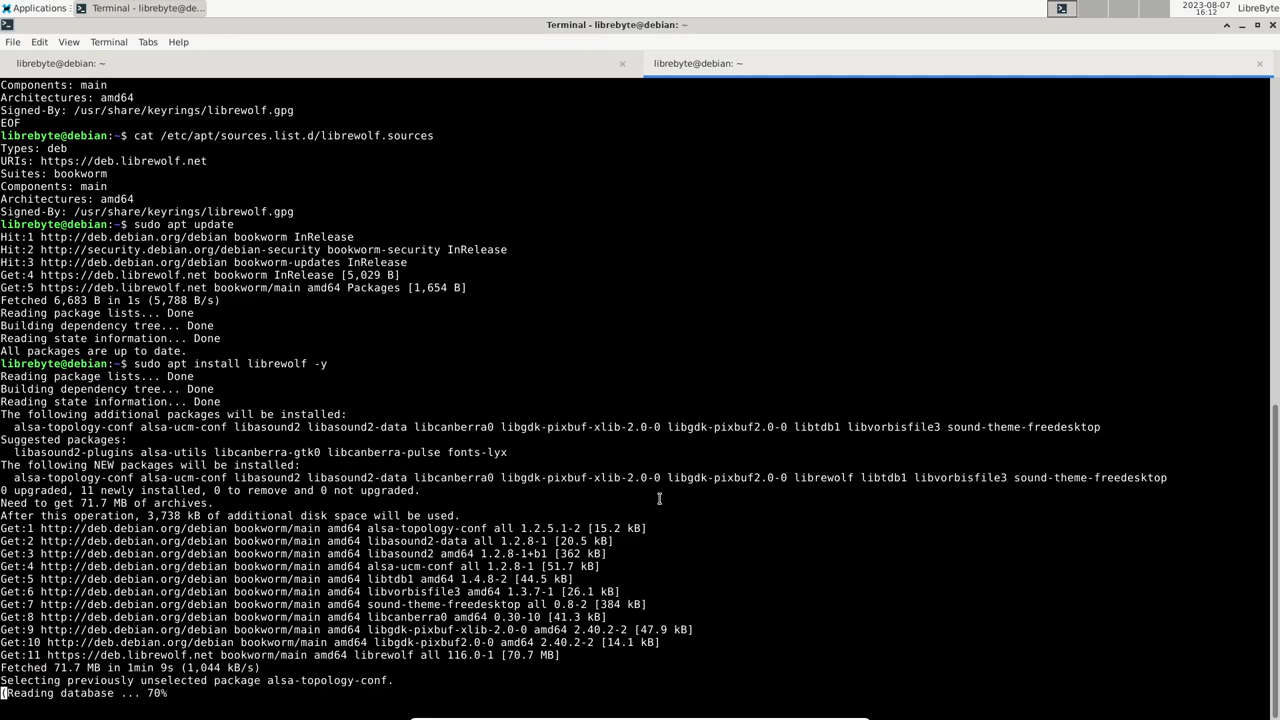 Applications
Terminal - librebyte@de...
2023-08-07
16:12
LibreByte
Terminal - librebyte@debian: ~
File Edit View Terminal Tabs Help
librebyte@debian: ~
librebyte@debian: ~
Components: main
Architectures: amd64
Signed-By: /usr/share/keyrings/librewolf.gpg
EOF
librebyte@debian:~$ cat /etc/apt/sources.list.d/librewolf.sources
Types: deb
URIs: https://deb.librewolf.net
Suites: bookworm
Components: main
Architectures: amd64
Signed-By: /usr/share/keyrings/librewolf.gpg
librebyte@debian:~$ sudo apt update
Hit:1 http://deb.debian.org/debian bookworm InRelease
Hit:2 http://security.debian.org/debian-security bookworm-security InRelease
Hit:3 http://deb.debian.org/debian bookworm-updates InRelease
Get:4 https://deb.librewolf.net bookworm InRelease [5,029 B]
Get:5 https://deb.librewolf.net bookworm/main amd64 Packages [1,654 B]
Fetched 6,683 B in 1s (5,788 B/s)
Reading package lists... Done
Building dependency tree... Done
Reading state information... Done
All packages are up to date.
librebyte@debian:~$ sudo apt install librewolf -y
Reading package lists... Done
Building dependency tree... Done
Reading state information... Done
The following additional packages will be installed:
  alsa-topology-conf alsa-ucm-conf libasound2 libasound2-data libcanberra0 libgdk-pixbuf-xlib-2.0-0 libgdk-pixbuf2.0-0 libtdb1 libvorbisfile3 sound-theme-freedesktop
Suggested packages:
  libasound2-plugins alsa-utils libcanberra-gtk0 libcanberra-pulse fonts-lyx
The following NEW packages will be installed:
  alsa-topology-conf alsa-ucm-conf libasound2 libasound2-data libcanberra0 libgdk-pixbuf-xlib-2.0-0 libgdk-pixbuf2.0-0 librewolf libtdb1 libvorbisfile3 sound-theme-freedesktop
0 upgraded, 11 newly installed, 0 to remove and 0 not upgraded.
Need to get 71.7 MB of archives.
After this operation, 3,738 kB of additional disk space will be used.
Get:1 http://deb.debian.org/debian bookworm/main amd64 alsa-topology-conf all 1.2.5.1-2 [15.2 kB]
Get:2 http://deb.debian.org/debian bookworm/main amd64 libasound2-data all 1.2.8-1 [20.5 kB]
Get:3 http://deb.debian.org/debian bookworm/main amd64 libasound2 amd64 1.2.8-1+b1 [362 kB]
Get:4 http://deb.debian.org/debian bookworm/main amd64 alsa-ucm-conf all 1.2.8-1 [51.7 kB]
Get:5 http://deb.debian.org/debian bookworm/main amd64 libtdb1 amd64 1.4.8-2 [44.5 kB]
Get:6 http://deb.debian.org/debian bookworm/main amd64 libvorbisfile3 amd64 1.3.7-1 [26.1 kB]
Get:7 http://deb.debian.org/debian bookworm/main amd64 sound-theme-freedesktop all 0.8-2 [384 kB]
Get:8 http://deb.debian.org/debian bookworm/main amd64 libcanberra0 amd64 0.30-10 [41.3 kB]
Get:9 http://deb.debian.org/debian bookworm/main amd64 libgdk-pixbuf-xlib-2.0-0 amd64 2.40.2-2 [47.9 kB]
Get:10 http://deb.debian.org/debian bookworm/main amd64 libgdk-pixbuf2.0-0 amd64 2.40.2-2 [14.1 kB]
Get:11 https://deb.librewolf.net bookworm/main amd64 librewolf all 116.0-1 [70.7 MB]
Fetched 71.7 MB in 1min 9s (1,044 kB/s)
Selecting previously unselected package alsa-topology-conf.
(Reading database ... 70%